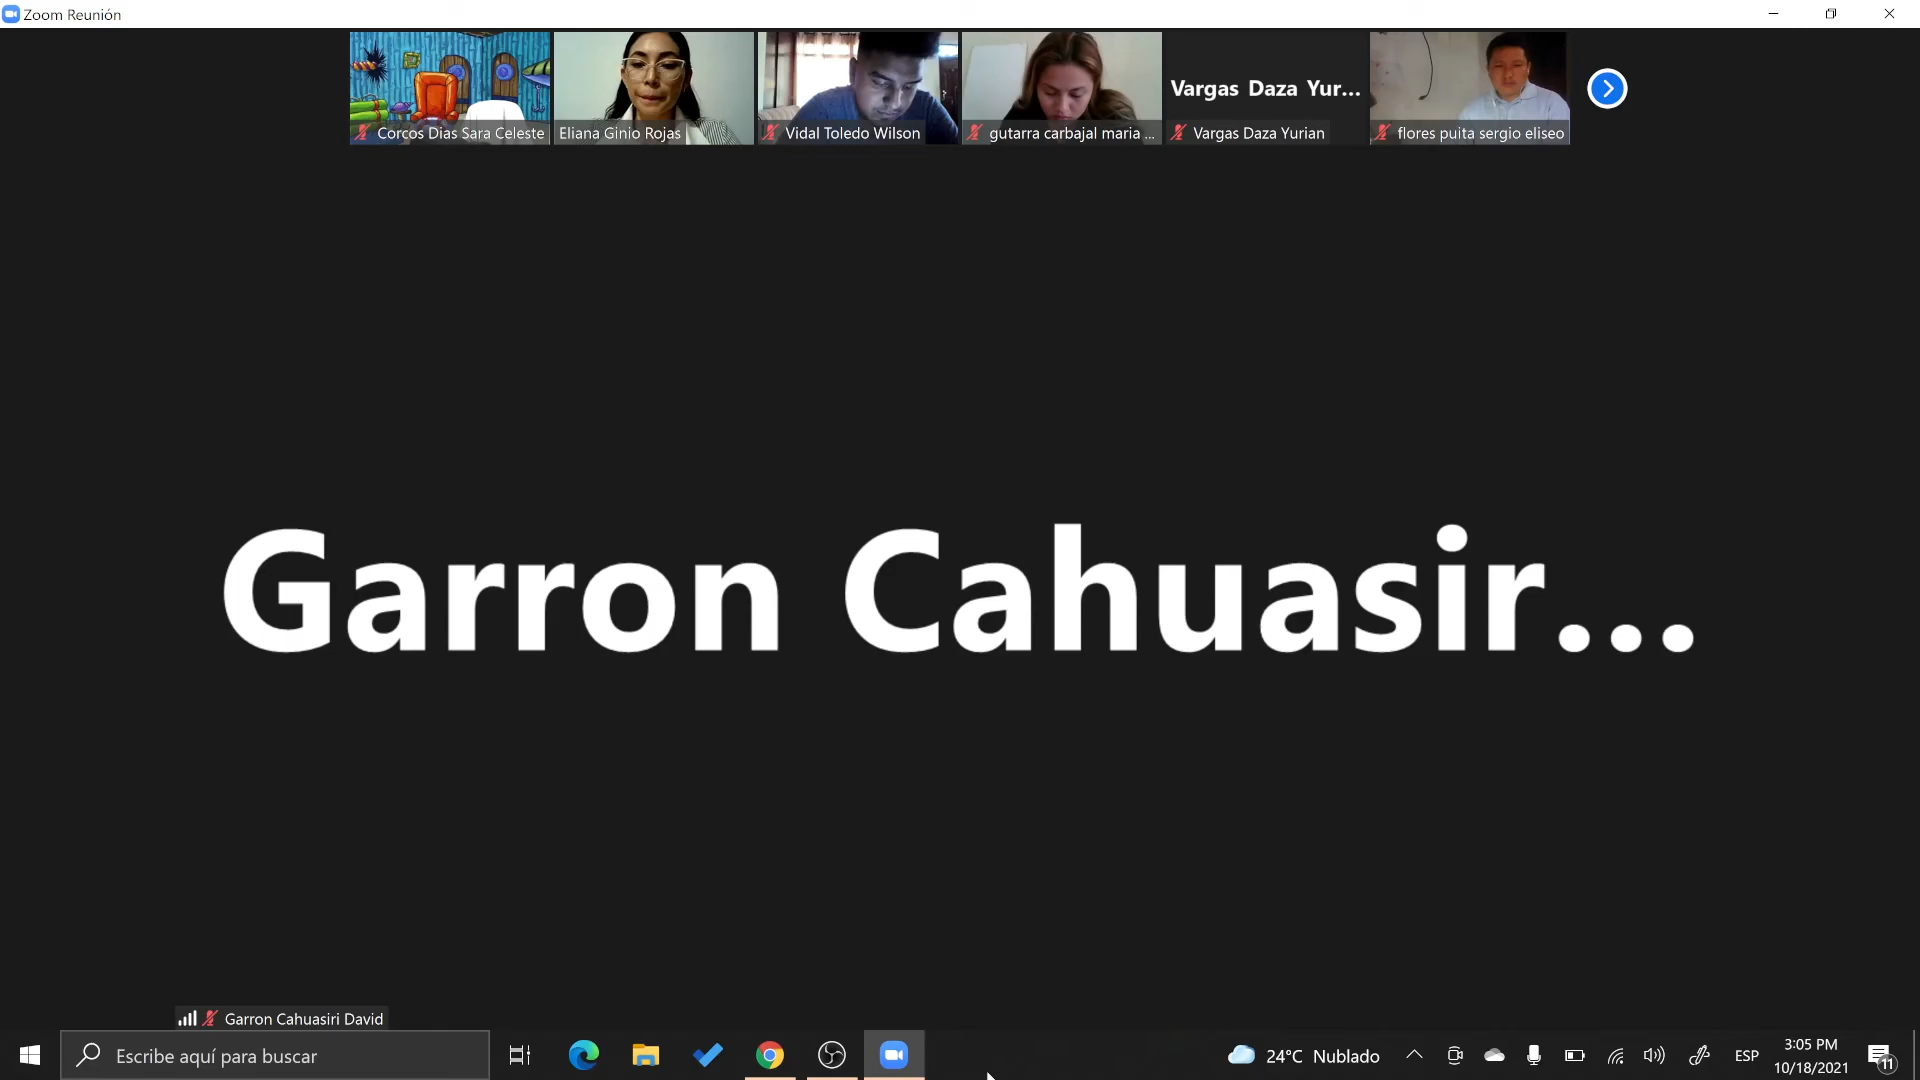 Zoom Reunión
Corcos Dias Sara Celeste
Eliana Ginio Rojas
Vidal Toledo Wilson
gutarra carbajal maria ...
Vargas Daza Yur...
Vargas Daza Yurian
flores puita sergio eliseo
Garron Cahuasir...
Garron Cahuasiri David
Escribe aquí para buscar
24°C Nublado
ESP
3:05 PM
10/18/2021
11